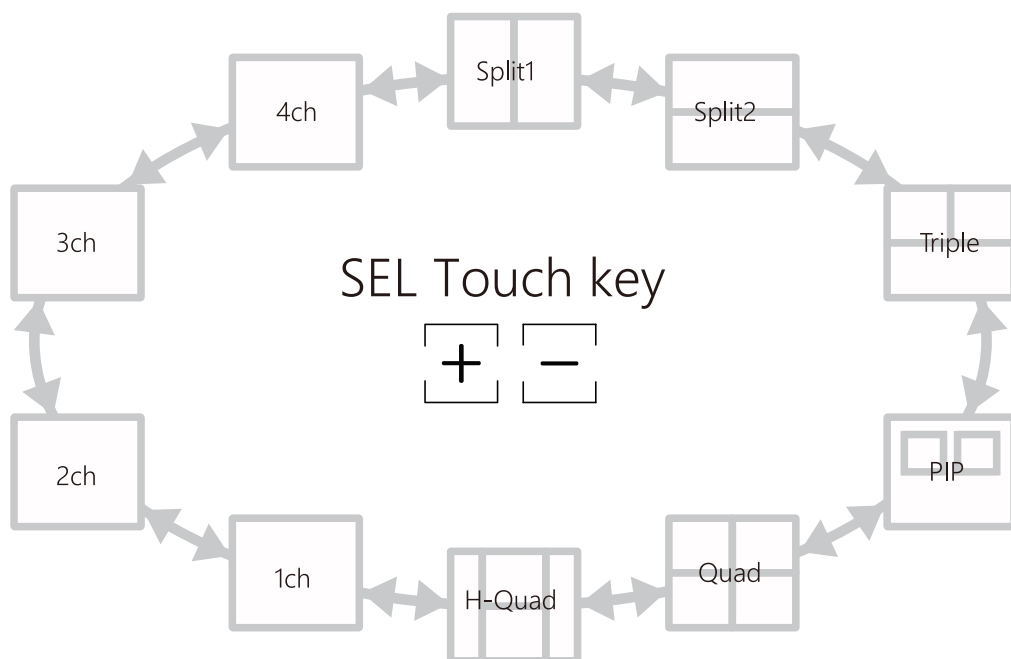 Split1
4ch
Split2
3ch
Triple
SEL Touch key
+ −
2ch
PIP
1ch
H-Quad
Quad